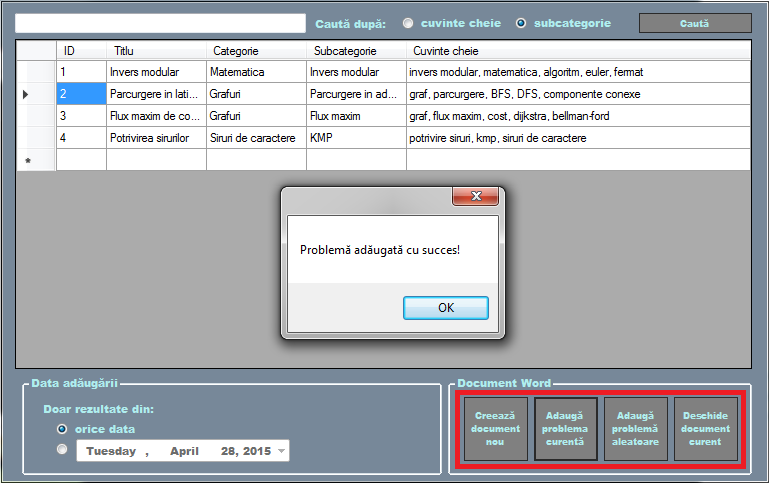 Caută după: cuvinte cheie subcategorie Caută
ID Titlu Categorie Subcategorie Cuvinte cheie
1 Invers modular Matematica Invers modular invers modular, matematica, algoritm, euler, fermat
2 Parcurgere in lati... Grafuri Parcurgere in ad... graf, parcurgere, BFS, DFS, componente conexe
3 Flux maxim de co... Grafuri Flux maxim graf, flux maxim, cost, dijkstra, bellman-ford
4 Potrivirea sirurilor Siruri de caractere KMP potrivire siruri, kmp, siruri de caractere
*
Problemă adăugată cu succes!
OK
Data adăugării
Doar rezultate din:
orice data
Tuesday , April 28, 2015
Document Word
Creează
document
nou
Adaugă
problema
curentă
Adaugă
problemă
aleatoare
Deschide
document
curent